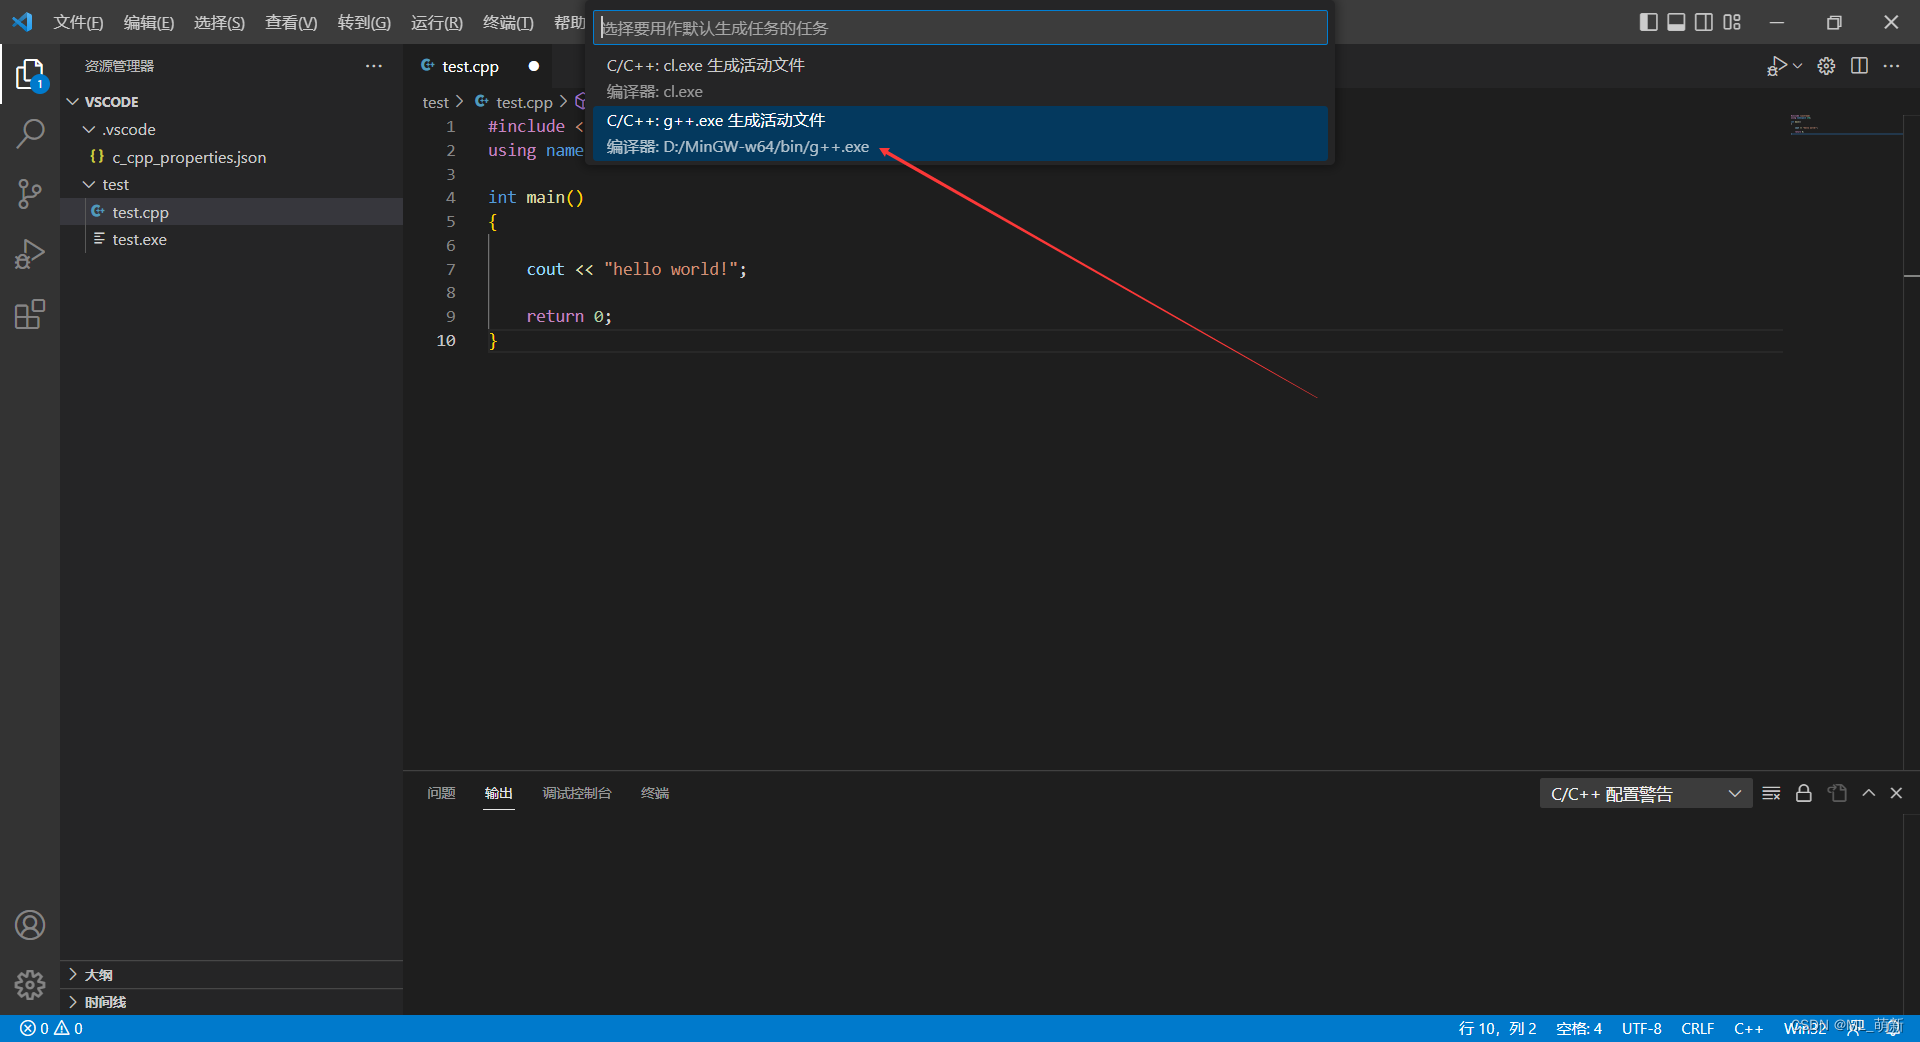 文件(F) 编辑(E) 选择(S) 查看(V) 转到(G) 运行(R) 终端(T) 帮助
选择要用作默认生成任务的任务
C/C++: cl.exe 生成活动文件
编译器: cl.exe
C/C++: g++.exe 生成活动文件
编译器: D:/MinGW-w64/bin/g++.exe
资源管理器
1
VSCODE
.vscode
{} c_cpp_properties.json
test
test.cpp
test.exe
大纲
时间线
test.cpp
test > test.cpp >
1 #include <
2 using name
3
4 int main()
5 {
6
7 cout << "hello world!";
8
9 return 0;
10 }
问题 输出 调试控制台 终端
C/C++ 配置警告
0 0
行 10，列 2 空格: 4 UTF-8 CRLF C++ Win32